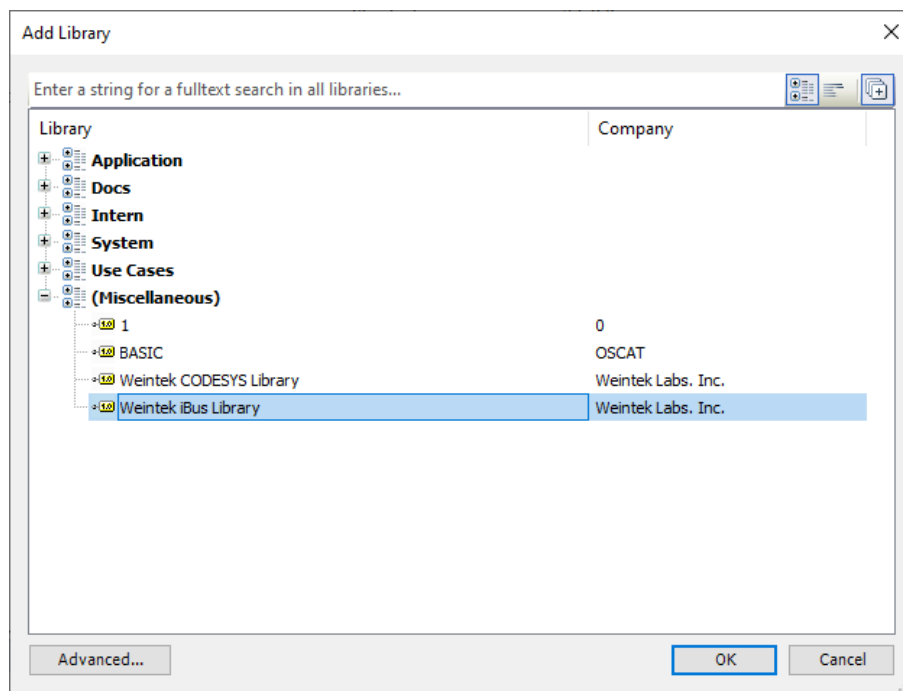 Add Library
Enter a string for a fulltext search in all libraries...
Library Company
Application
Docs
Intern
System
Use Cases
(Miscellaneous)
1 0
BASIC OSCAT
Weintek CODESYS Library Weintek Labs. Inc.
Weintek iBus Library Weintek Labs. Inc.
Advanced... OK Cancel